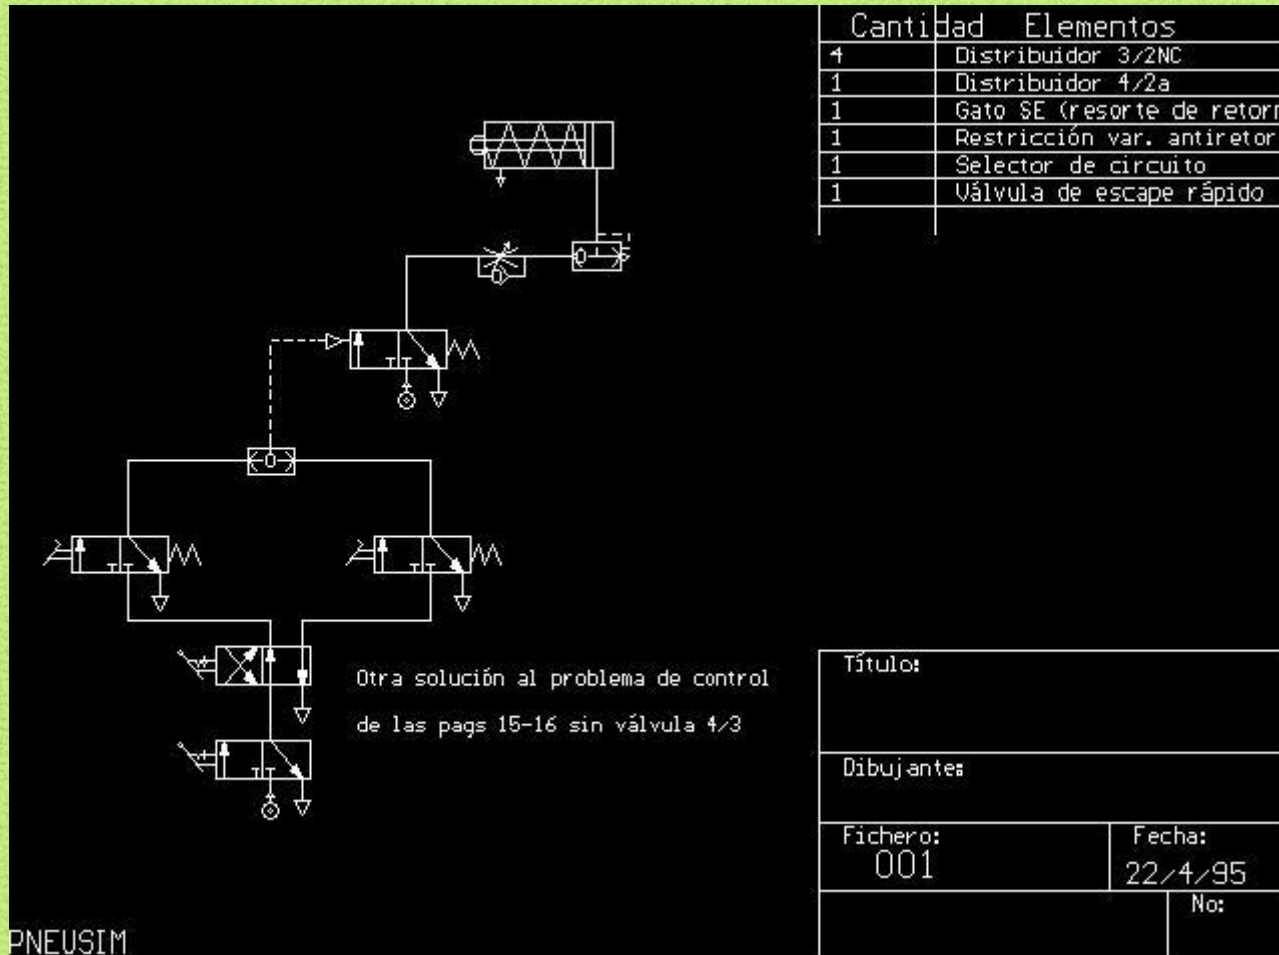 Cantidad Elementos
4 Distribuidor 3/2NC
1 Distribuidor 4/2a
1 Gato SE (resorte de retorn
1 Restricción var. antiretor
1 Selector de circuito
1 Válvula de escape rápido
Otra solución al problema de control
de las pags 15-16 sin válvula 4/3
Título:
Dibujante:
Fichero:
001
Fecha:
22/4/95
No:
PNEUSIM